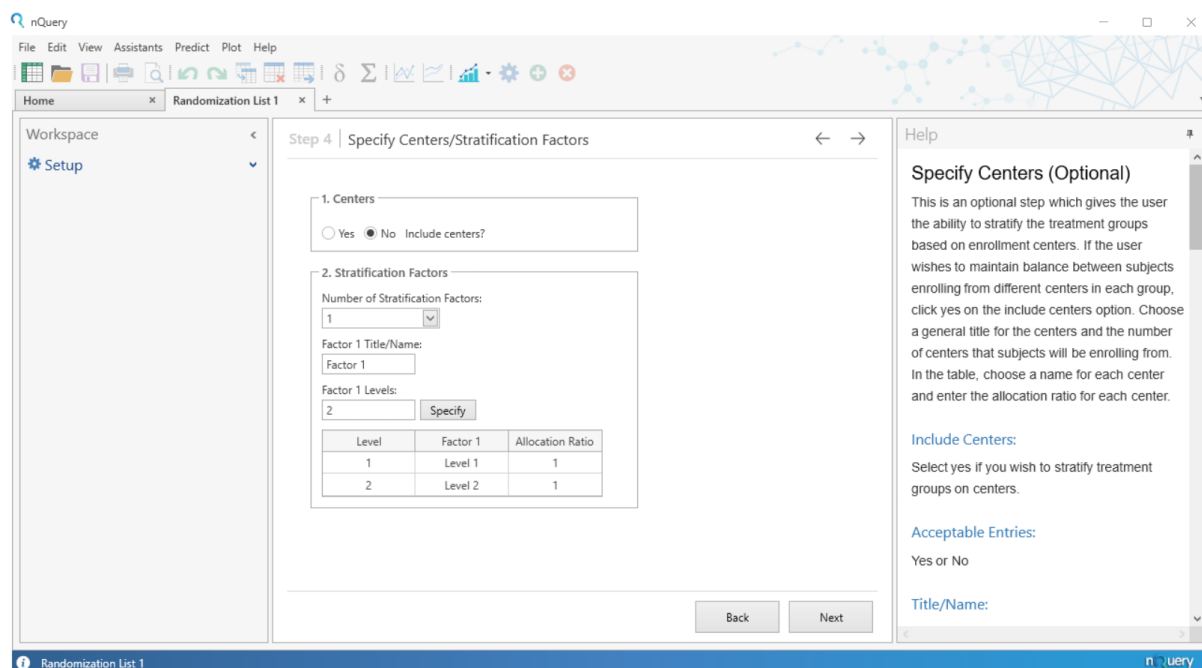 nQuery
File Edit View Assistants Predict Plot Help
δ Σ
Home × Randomization List 1 × +
Workspace <
Setup
Step 4 | Specify Centers/Stratification Factors ← →
1. Centers
Yes No Include centers?
2. Stratification Factors
Number of Stratification Factors:
1
Factor 1 Title/Name:
Factor 1
Factor 1 Levels:
2 Specify
Level Factor 1 Allocation Ratio
1 Level 1 1
2 Level 2 1
Back Next
Help
Specify Centers (Optional)
This is an optional step which gives the user
the ability to stratify the treatment groups
based on enrollment centers. If the user
wishes to maintain balance between subjects
enrolling from different centers in each group,
click yes on the include centers option. Choose
a general title for the centers and the number
of centers that subjects will be enrolling from.
In the table, choose a name for each center
and enter the allocation ratio for each center.
Include Centers:
Select yes if you wish to stratify treatment
groups on centers.
Acceptable Entries:
Yes or No
Title/Name:
Randomization List 1
nQuery